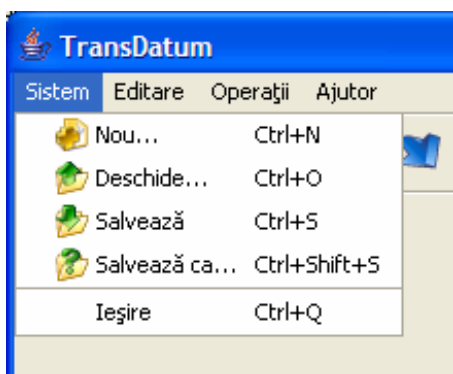 TransDatum
Sistem Editare Operaţii Ajutor
Nou... Ctrl+N
Deschide... Ctrl+O
Salvează Ctrl+S
Salvează ca... Ctrl+Shift+S
Ieşire Ctrl+Q